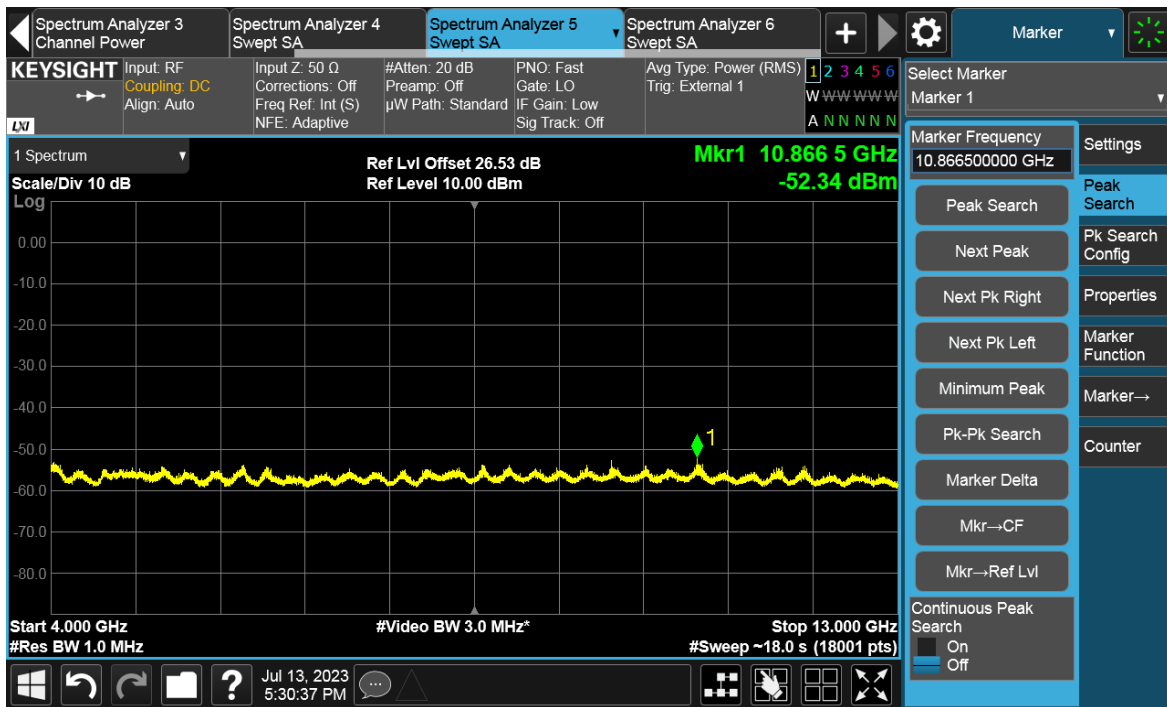 Spectrum Analyzer 3
Channel Power
Spectrum Analyzer 4
Swept SA
Spectrum Analyzer 5
Swept SA
Spectrum Analyzer 6
Swept SA
+
Marker
KEYSIGHT
LXI
Input: RF
Coupling: DC
Align: Auto
Input Z: 50 Ω
Corrections: Off
Freq Ref: Int (S)
NFE: Adaptive
#Atten: 20 dB
Preamp: Off
µW Path: Standard
PNO: Fast
Gate: LO
IF Gain: Low
Sig Track: Off
Avg Type: Power (RMS)
Trig: External 1
1 2 3 4 5 6
W W W W W W
A N N N N N
Select Marker
Marker 1
1 Spectrum
Scale/Div 10 dB
Log
Ref Lvl Offset 26.53 dB
Ref Level 10.00 dBm
Mkr1 10.866 5 GHz
-52.34 dBm
0.00
-10.0
-20.0
-30.0
-40.0
-50.0
-60.0
-70.0
-80.0
1
Start 4.000 GHz
#Res BW 1.0 MHz
#Video BW 3.0 MHz*
Stop 13.000 GHz
#Sweep ~18.0 s (18001 pts)
Marker Frequency
10.866500000 GHz
Peak Search
Next Peak
Next Pk Right
Next Pk Left
Minimum Peak
Pk-Pk Search
Marker Delta
Mkr→CF
Mkr→Ref Lvl
Continuous Peak
Search
On
Off
Settings
Peak
Search
Pk Search
Config
Properties
Marker
Function
Marker→
Counter
?
Jul 13, 2023
5:30:37 PM